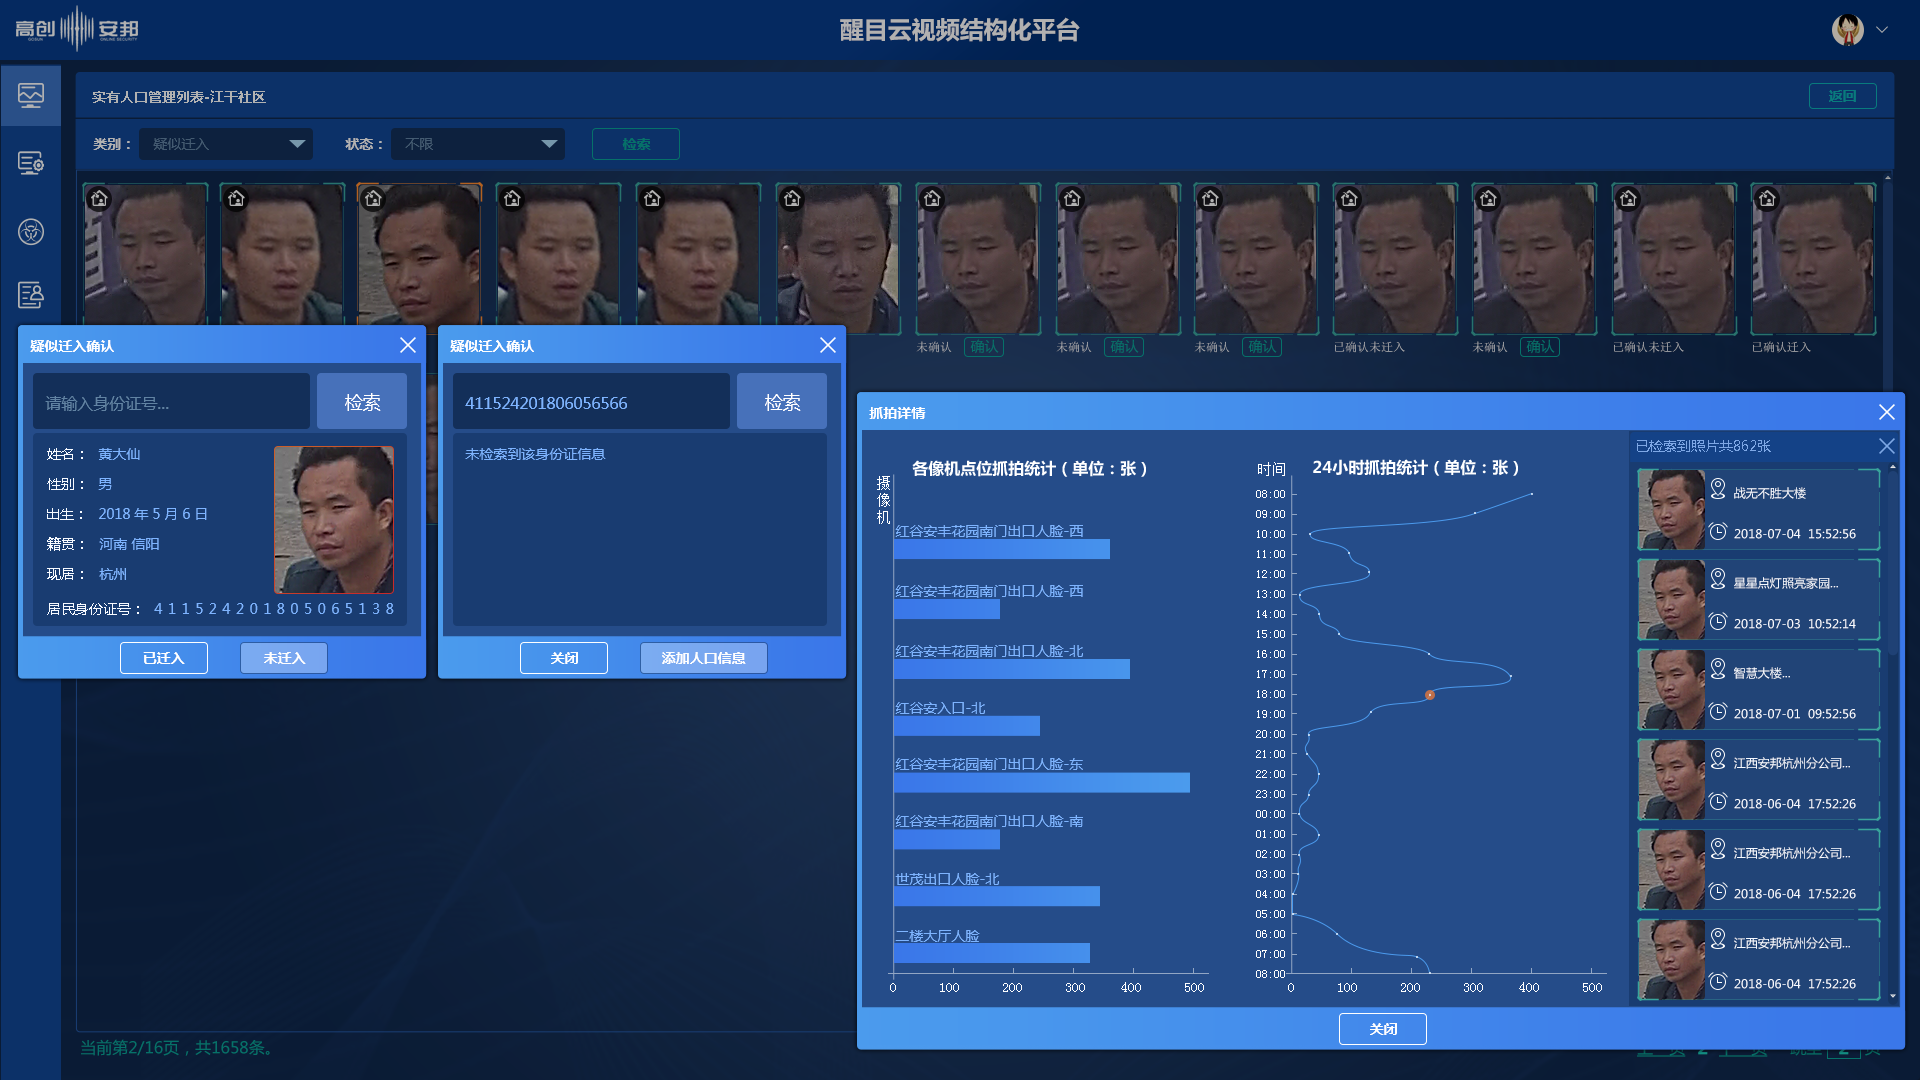 高创 安邦
醒目云视频结构化平台
实有人口管理列表-江干社区
返回
类别： 疑似迁入 状态： 不限 检索
未确认 确认 未确认 确认 未确认 确认 已确认未迁入 未确认 确认 已确认未迁入 已确认迁入
疑似迁入确认
请输入身份证号... 检索
姓名： 黄大仙
性别： 男
出生： 2018 年 5 月 6 日
籍贯： 河南 信阳
现居： 杭州
居民身份证号： 411524201805065138
已迁入 未迁入
疑似迁入确认
411524201806056566 检索
未检索到该身份证信息
关闭 添加人口信息
抓拍详情
各像机点位抓拍统计（单位：张）
摄像机
红谷安丰花园南门出口人脸-西
红谷安丰花园南门出口人脸-西
红谷安丰花园南门出口人脸-北
红谷安入口-北
红谷安丰花园南门出口人脸-东
红谷安丰花园南门出口人脸-南
世茂出口人脸-北
二楼大厅人脸
0 100 200 300 400 500
24小时抓拍统计（单位：张）
时间
08:00
09:00
10:00
11:00
12:00
13:00
14:00
15:00
16:00
17:00
18:00
19:00
20:00
21:00
22:00
23:00
00:00
01:00
02:00
03:00
04:00
05:00
06:00
07:00
08:00
0 100 200 300 400 500
已检索到照片共862张
战无不胜大楼
2018-07-04 15:52:56
星星点灯照亮家园...
2018-07-03 10:52:14
智慧大楼...
2018-07-01 09:52:56
江西安邦杭州分公司...
2018-06-04 17:52:26
江西安邦杭州分公司...
2018-06-04 17:52:26
江西安邦杭州分公司...
2018-06-04 17:52:26
关闭
当前第2/16页，共1658条。